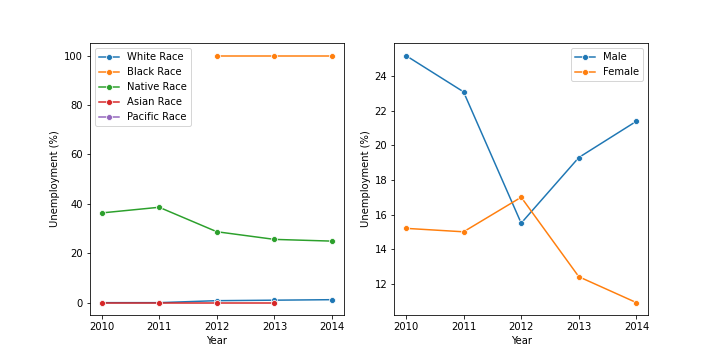 100
80
60
40
20
0
Unemployment (%)
White Race
Black Race
Native Race
Asian Race
Pacific Race
2010 2011 2012 2013 2014
Year
24
22
20
18
16
14
12
Unemployment (%)
Male
Female
2010 2011 2012 2013 2014
Year